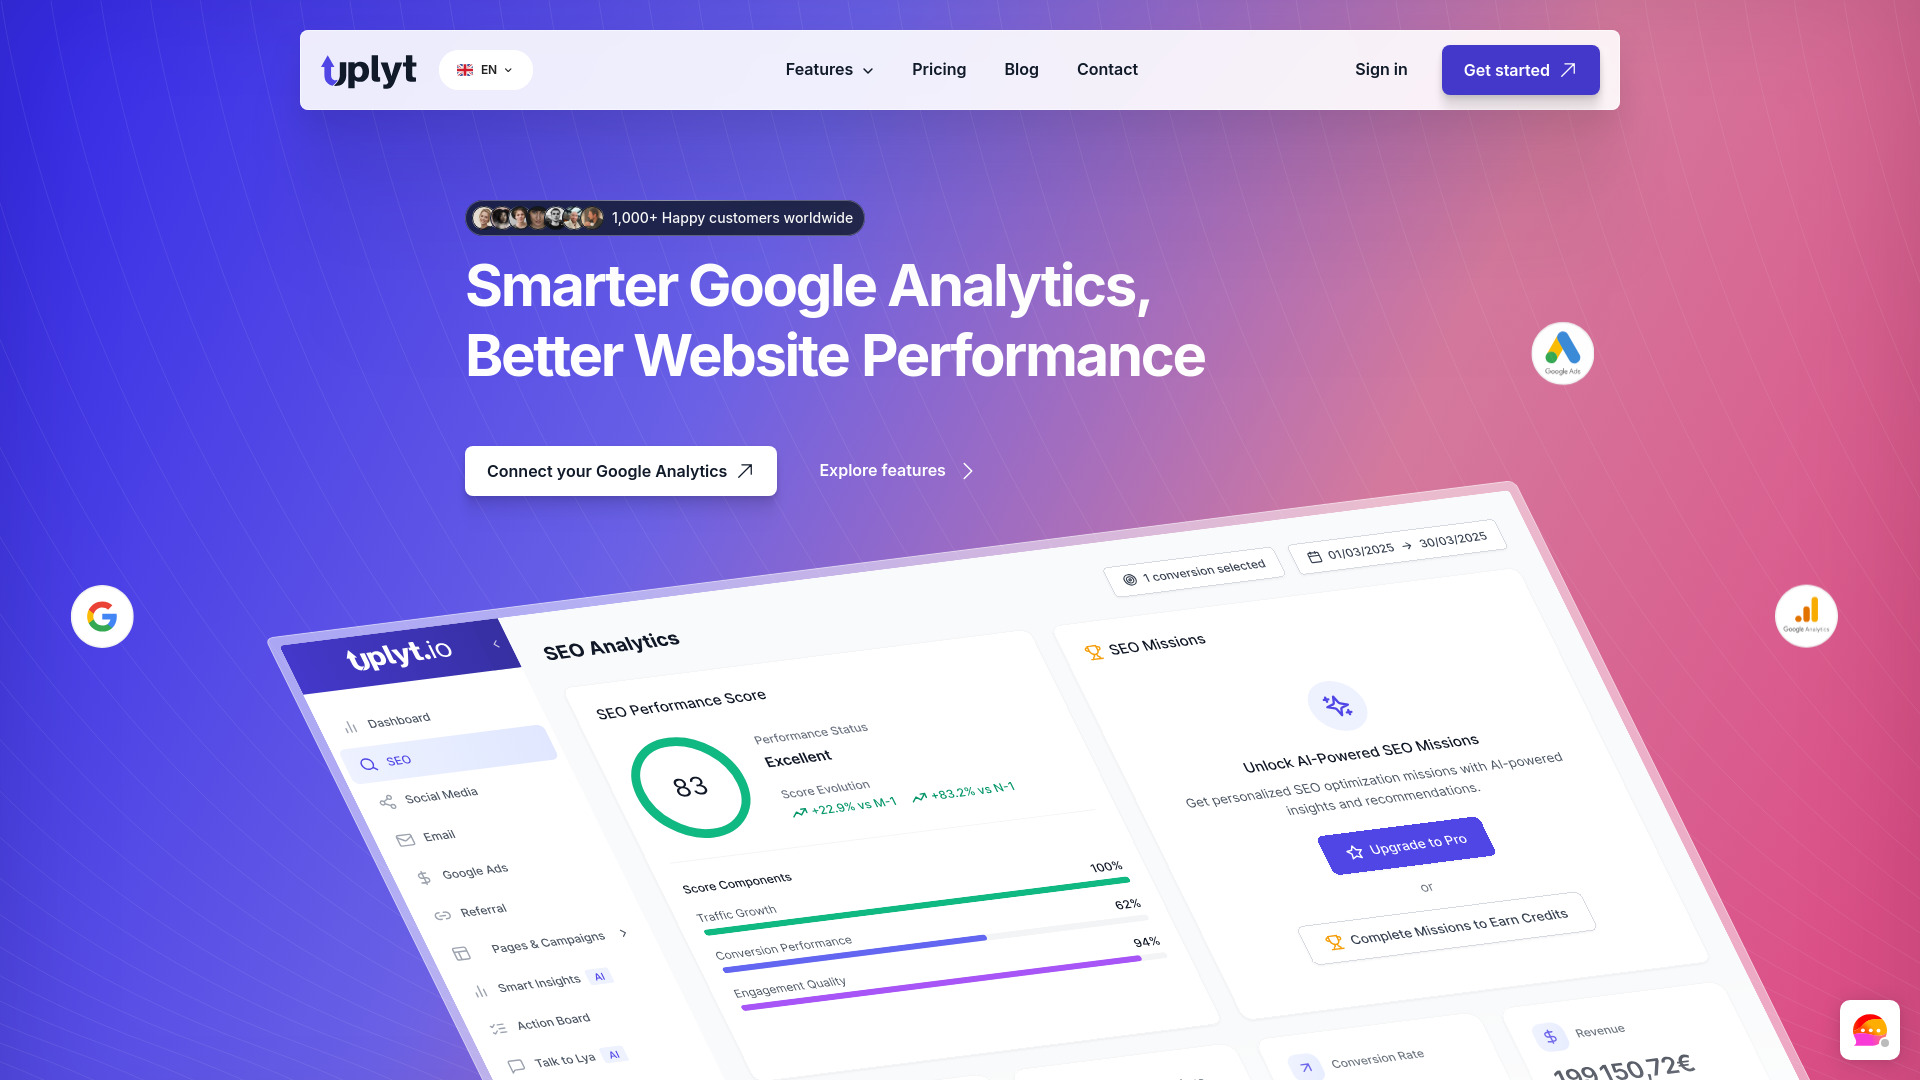 uplyt
EN
Features
Pricing
Blog
Contact
Sign in
Get started
1,000+ Happy customers worldwide
Smarter Google Analytics,
Better Website Performance
Connect your Google Analytics
Explore features
Google Ads
Google Analytics
uplyt.io
Dashboard
SEO
Social Media
Email
Google Ads
Referral
Pages & Campaigns
Smart Insights AI
Action Board
Talk to Lya AI
SEO Analytics
1 conversion selected
01/03/2025 → 30/03/2025
SEO Performance Score
83
Performance Status
Excellent
Score Evolution
+22.9% vs M-1
+83.2% vs N-1
Score Components
Traffic Growth
100%
Conversion Performance
62%
Engagement Quality
94%
SEO Missions
Unlock AI-Powered SEO Missions
Get personalized SEO optimization missions with AI-powered
insights and recommendations.
Upgrade to Pro
or
Complete Missions to Earn Credits
Conversion Rate
Revenue
199 150,72€